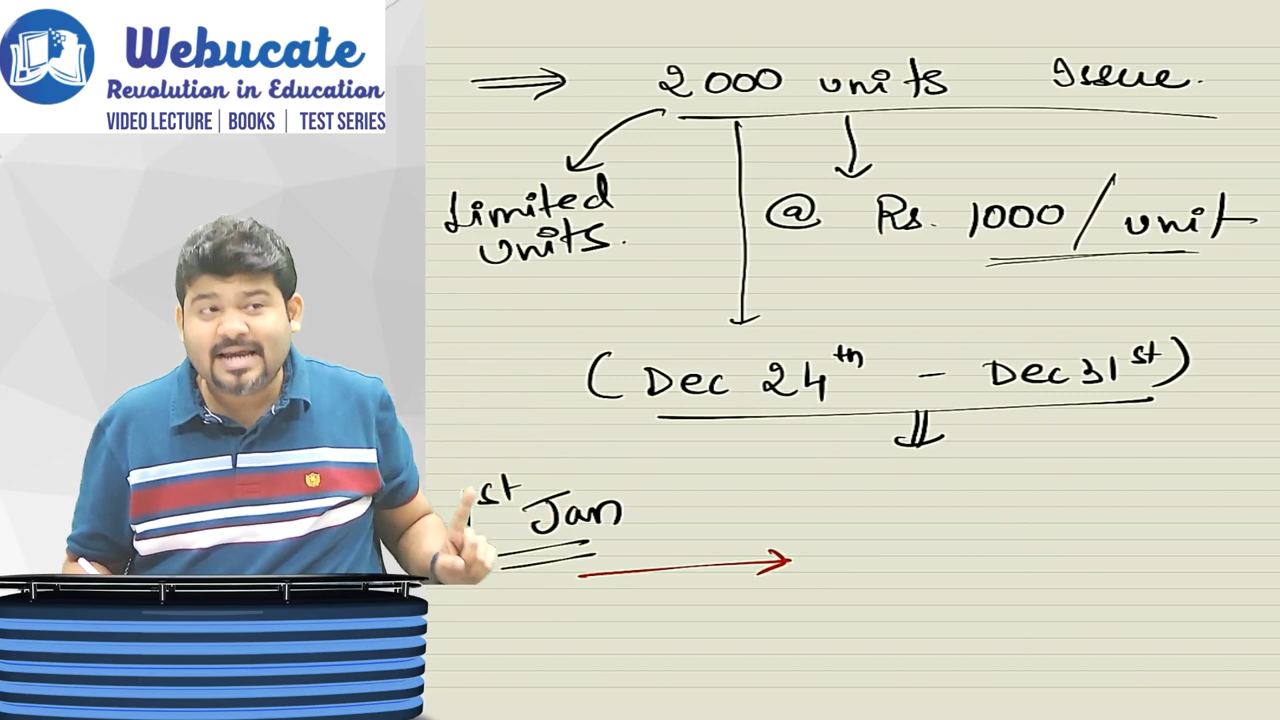 Webucate
Revolution in Education
VIDEO LECTURE | BOOKS | TEST SERIES
⇒ 2000 units Issue.
Limited units.
@ Rs. 1000 / unit
(Dec 24th - Dec 31st)
1st Jan